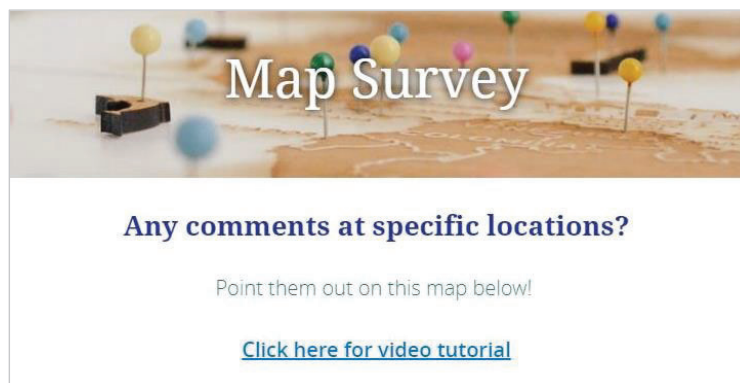 Map Survey
Any comments at specific locations?
Point them out on this map below!
Click here for video tutorial